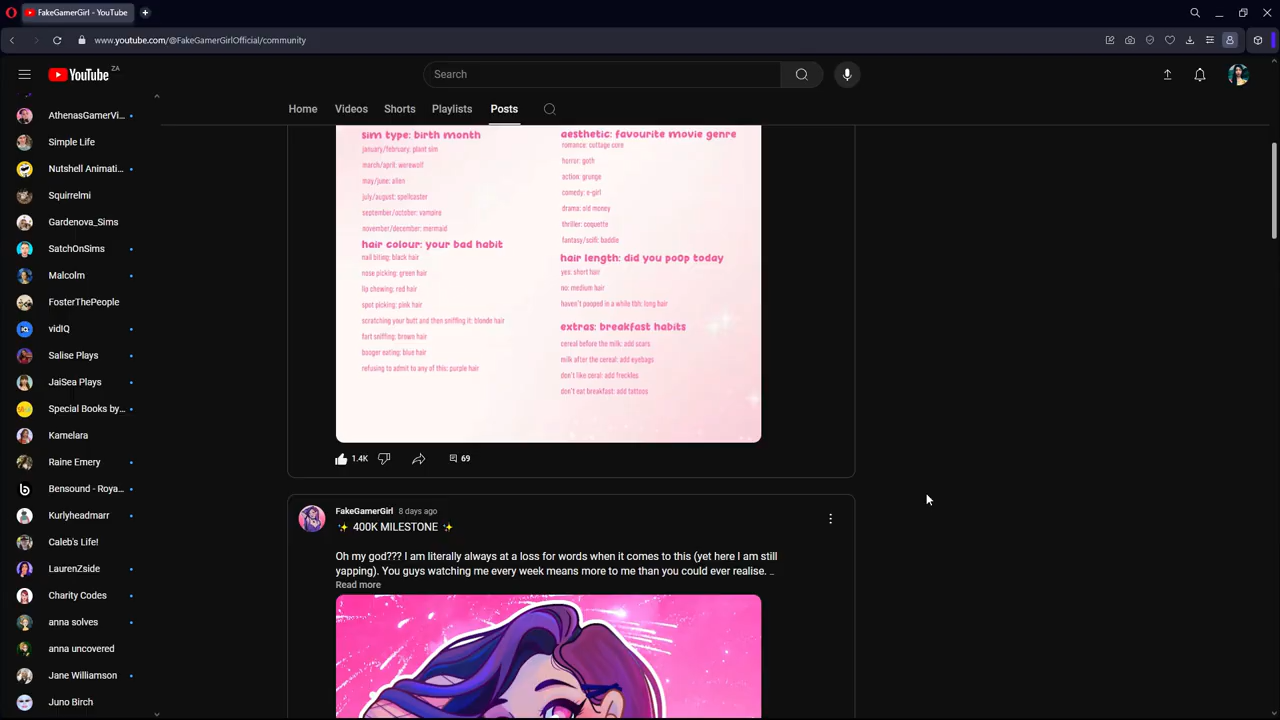 FakeGamerGirl - YouTube
www.youtube.com/@FakeGamerGirlOfficial/community
YouTube ZA
Search
Home Videos Shorts Playlists Posts
AthenasGamerVi...
Simple Life
Nutshell Animati...
Squirrelmi
Gardenova_Sims
SatchOnSims
Malcolm
FosterThePeople
vidIQ
Salise Plays
JaiSea Plays
Special Books by...
Kamelara
Raine Emery
Bensound - Roya...
Kurlyheadmarr
Caleb's Life!
LaurenZside
Charity Codes
anna solves
anna uncovered
Jane Williamson
Juno Birch
sim type: birth month
january/february: plant sim
march/april: werewolf
may/june: alien
july/august: spellcaster
september/october: vampire
november/december: mermaid
hair colour: your bad habit
nail biting: black hair
nose picking: green hair
lip chewing: red hair
spot picking: pink hair
scratching your butt and then sniffing it: blonde hair
fart sniffing: brown hair
booger eating: blue hair
refusing to admit to any of this: purple hair
aesthetic: favourite movie genre
romance: cottage core
horror: goth
action: grunge
comedy: e-girl
drama: old money
thriller: coquette
fantasy/scifi: baddie
hair length: did you po0p today
yes: short hair
no: medium hair
haven't pooped in a while tbh: long hair
extras: breakfast habits
cereal before the milk: add scars
milk after the cereal: add eyebags
don't like ceral: add freckles
don't eat breakfast: add tattoos
1.4K 69
FakeGamerGirl 8 days ago
✨ 400K MILESTONE ✨
Oh my god??? I am literally always at a loss for words when it comes to this (yet here I am still
yapping). You guys watching me every week means more to me than you could ever realise. ...
Read more